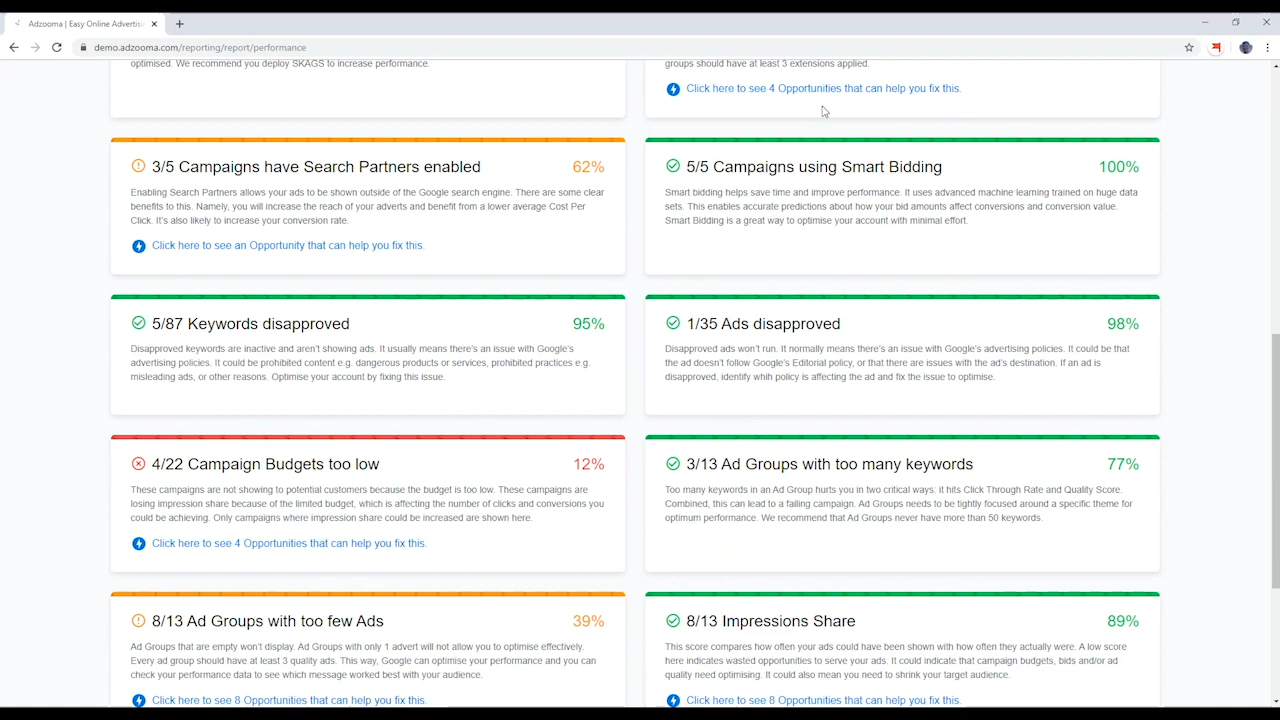 Adzooma | Easy Online Advertisi
demo.adzooma.com/reporting/report/performance
optimised. We recommend you deploy SKAGS to increase performance.
groups should have at least 3 extensions applied.
Click here to see 4 Opportunities that can help you fix this.
3/5 Campaigns have Search Partners enabled 62%
Enabling Search Partners allows your ads to be shown outside of the Google search engine. There are some clear
benefits to this. Namely, you will increase the reach of your adverts and benefit from a lower average Cost Per
Click. It's also likely to increase your conversion rate.
Click here to see an Opportunity that can help you fix this.
5/5 Campaigns using Smart Bidding 100%
Smart bidding helps save time and improve performance. It uses advanced machine learning trained on huge data
sets. This enables accurate predictions about how your bid amounts affect conversions and conversion value.
Smart Bidding is a great way to optimise your account with minimal effort.
5/87 Keywords disapproved 95%
Disapproved keywords are inactive and aren't showing ads. It usually means there's an issue with Google's
advertising policies. It could be prohibited content e.g. dangerous products or services, prohibited practices e.g.
misleading ads, or other reasons. Optimise your account by fixing this issue.
1/35 Ads disapproved 98%
Disapproved ads won't run. It normally means there's an issue with Google's advertising policies. It could be that
the ad doesn't follow Google's Editorial policy, or that there are issues with the ad's destination. If an ad is
disapproved, identify whih policy is affecting the ad and fix the issue to optimise.
4/22 Campaign Budgets too low 12%
These campaigns are not showing to potential customers because the budget is too low. These campaigns are
losing impression share because of the limited budget, which is affecting the number of clicks and conversions you
could be achieving. Only campaigns where impression share could be increased are shown here.
Click here to see 4 Opportunities that can help you fix this.
3/13 Ad Groups with too many keywords 77%
Too many keywords in an Ad Group hurts you in two critical ways: it hits Click Through Rate and Quality Score.
Combined, this can lead to a failing campaign. Ad Groups needs to be tightly focused around a specific theme for
optimum performance. We recommend that Ad Groups never have more than 50 keywords.
8/13 Ad Groups with too few Ads 39%
Ad Groups that are empty won't display. Ad Groups with only 1 advert will not allow you to optimise effectively.
Every ad group should have at least 3 quality ads. This way, Google can optimise your performance and you can
check your performance data to see which message worked best with your audience.
Click here to see 8 Opportunities that can help you fix this.
8/13 Impressions Share 89%
This score compares how often your ads could have been shown with how often they actually were. A low score
here indicates wasted opportunities to serve your ads. It could indicate that campaign budgets, bids and/or ad
quality need optimising. It could also mean you need to shrink your target audience.
Click here to see 8 Opportunities that can help you fix this.